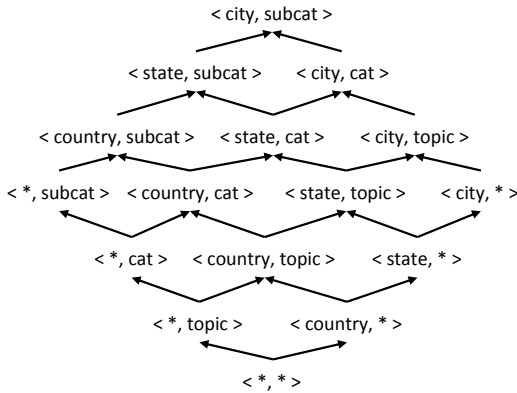 < city, subcat >
< state, subcat > < city, cat >
< country, subcat > < state, cat > < city, topic >
< *, subcat > < country, cat > < state, topic > < city, * >
< *, cat > < country, topic > < state, * >
< *, topic > < country, * >
< *, * >